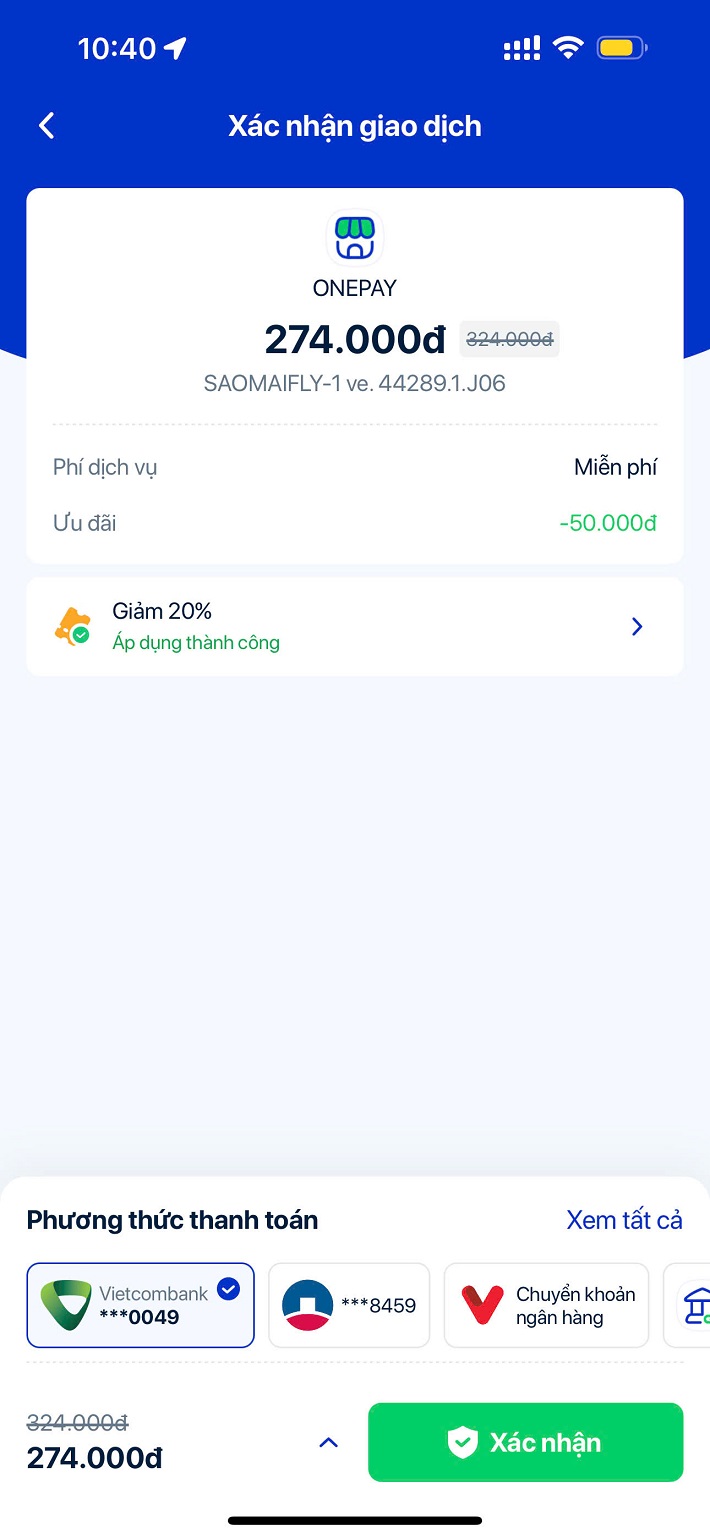 10:40
Xác nhận giao dịch
ONEPAY
274.000đ 324.000đ
SAOMAIFLY-1 ve. 44289.1.J06
Phí dịch vụ Miễn phí
Ưu đãi -50.000đ
Giảm 20%
Áp dụng thành công
Phương thức thanh toán Xem tất cả
Vietcombank
***0049
***8459
Chuyển khoản
ngân hàng
324.000đ
274.000đ
Xác nhận